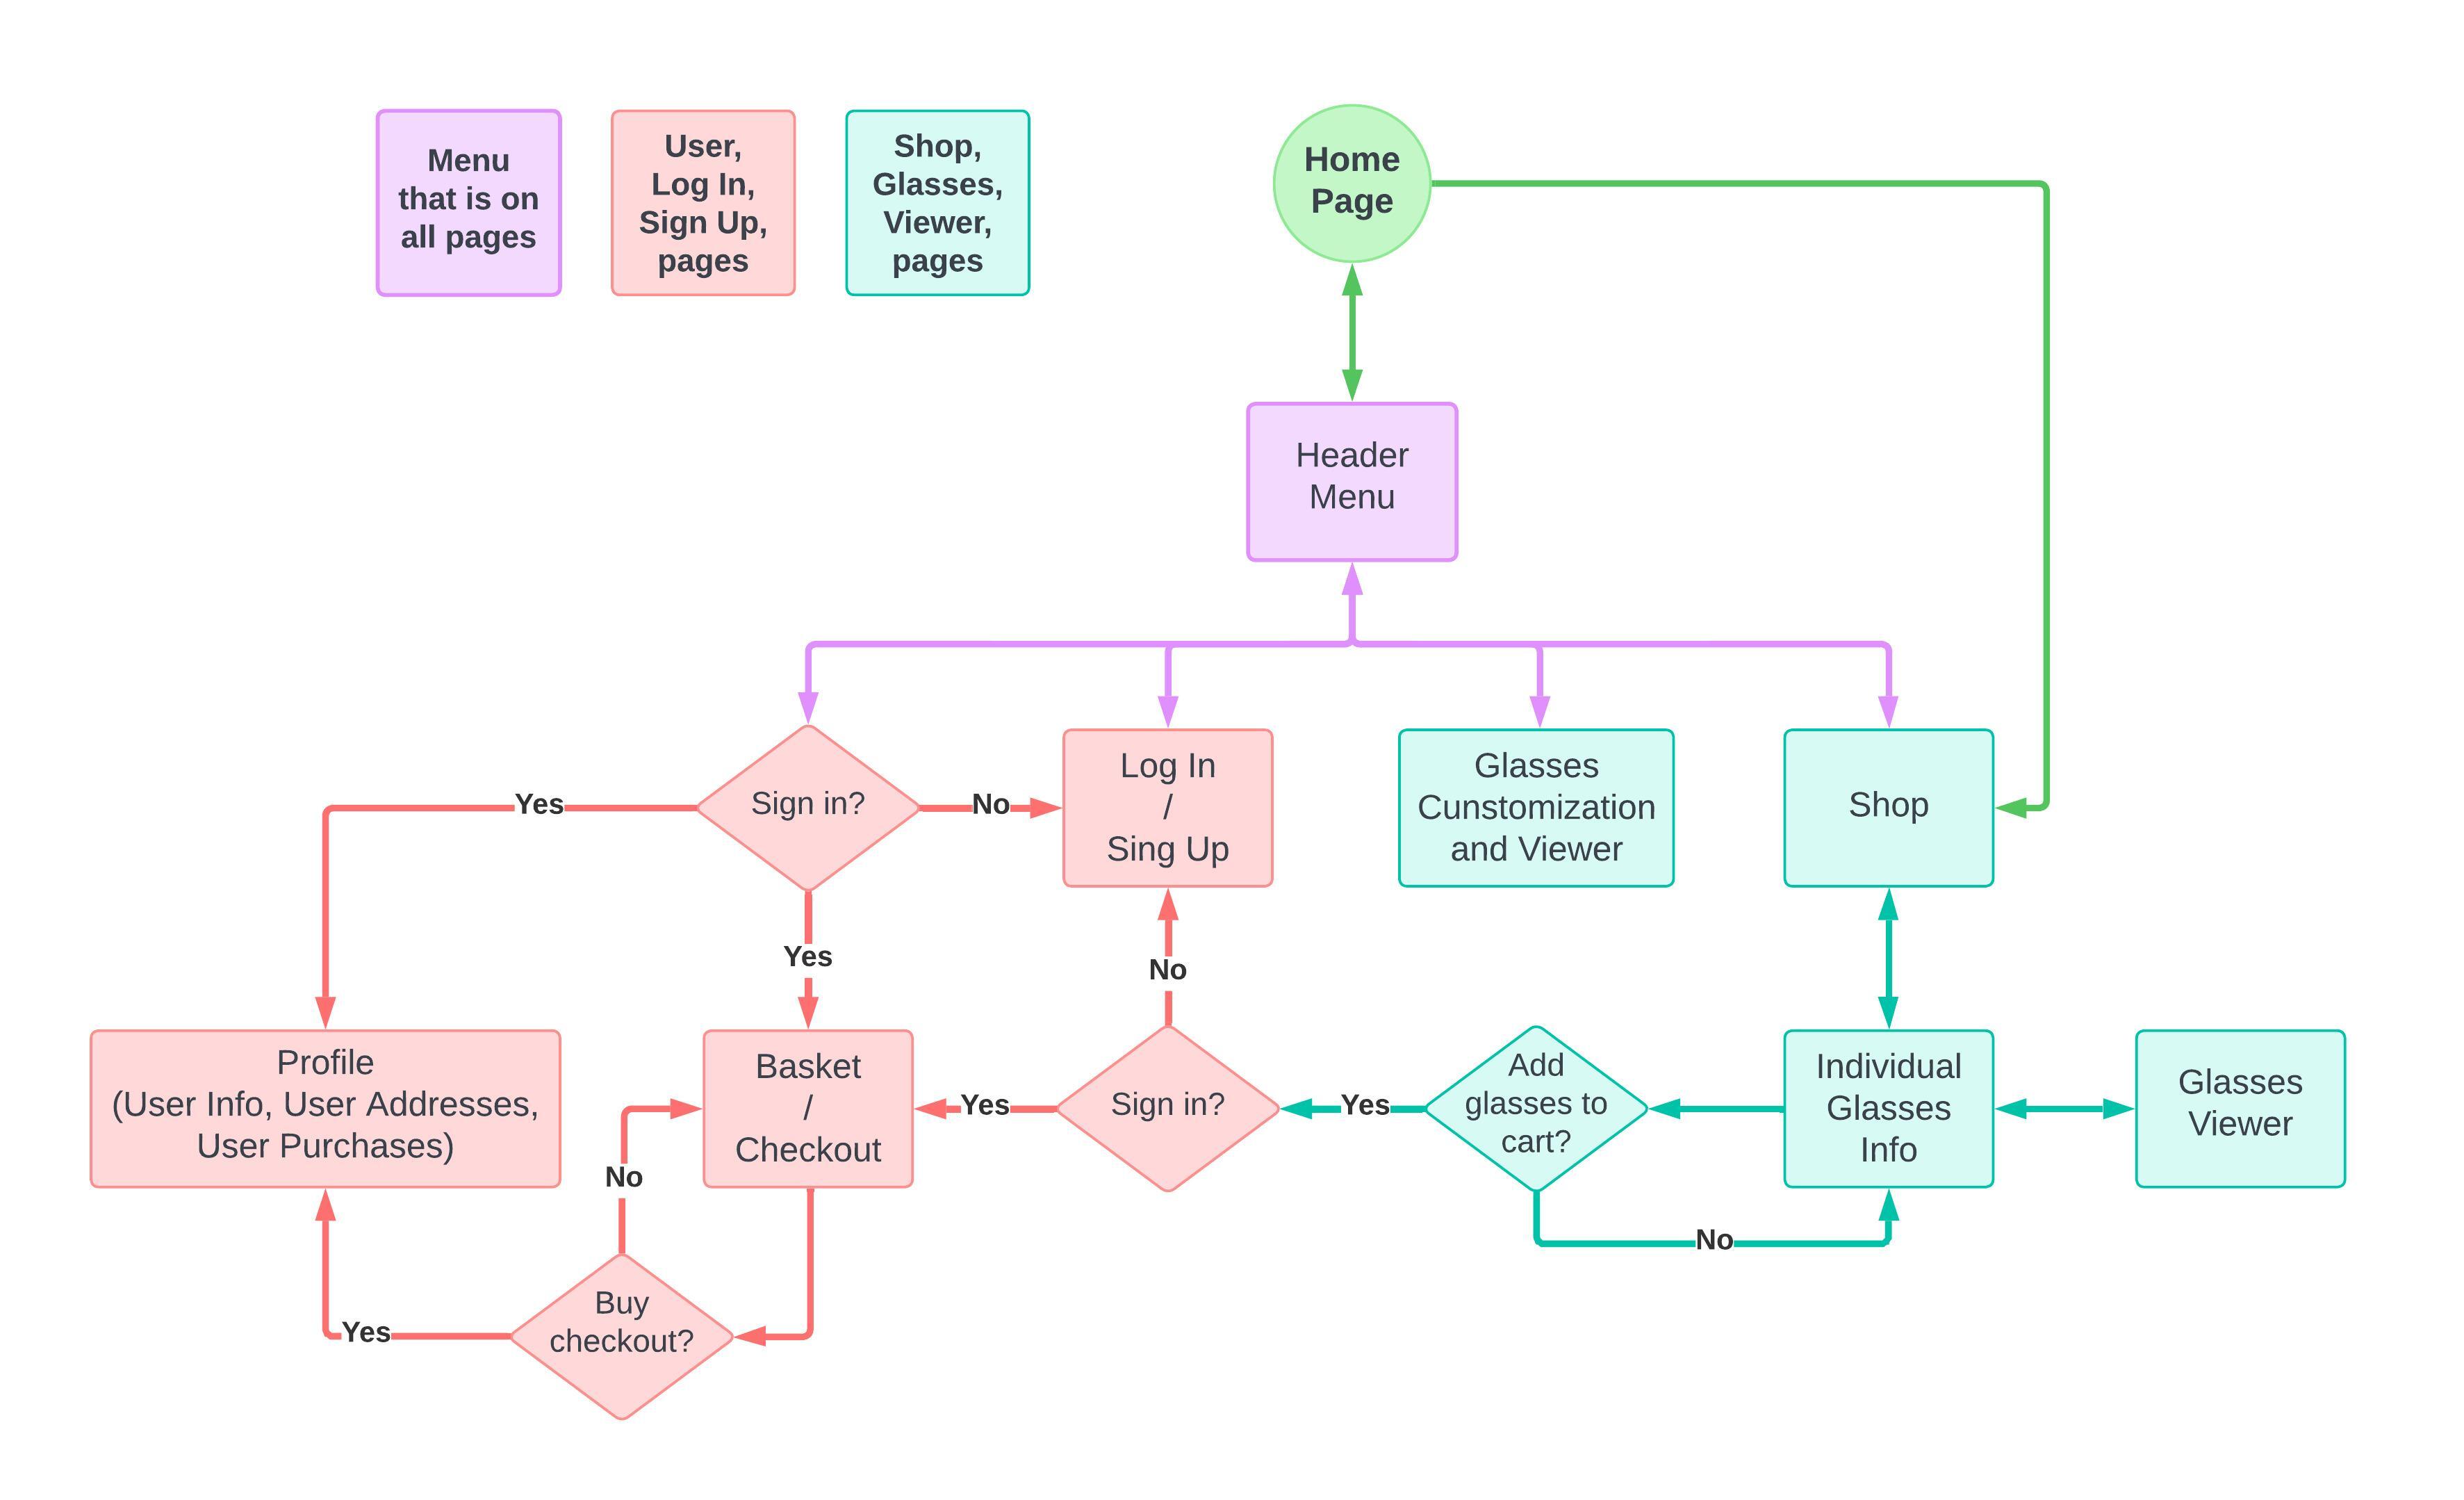 Menu
that is on
all pages
User,
Log In,
Sign Up,
pages
Shop,
Glasses,
Viewer,
pages
Home
Page
Header
Menu
Sign in?
Yes
No
Yes
Log In
/
Sing Up
Glasses
Cunstomization
and Viewer
Shop
No
Profile
(User Info, User Addresses,
User Purchases)
Basket
/
Checkout
Yes
Sign in?
Yes
Add
glasses to
cart?
Individual
Glasses
Info
Glasses
Viewer
No
No
Buy
checkout?
Yes